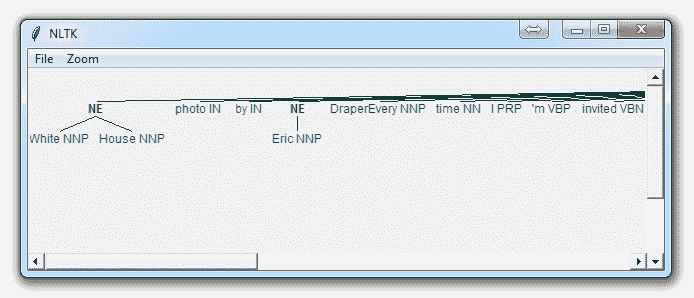 NLTK
File Zoom
NE photo IN by IN NE DraperEvery NNP time NN I PRP 'm VBP invited VBN
White NNP House NNP Eric NNP